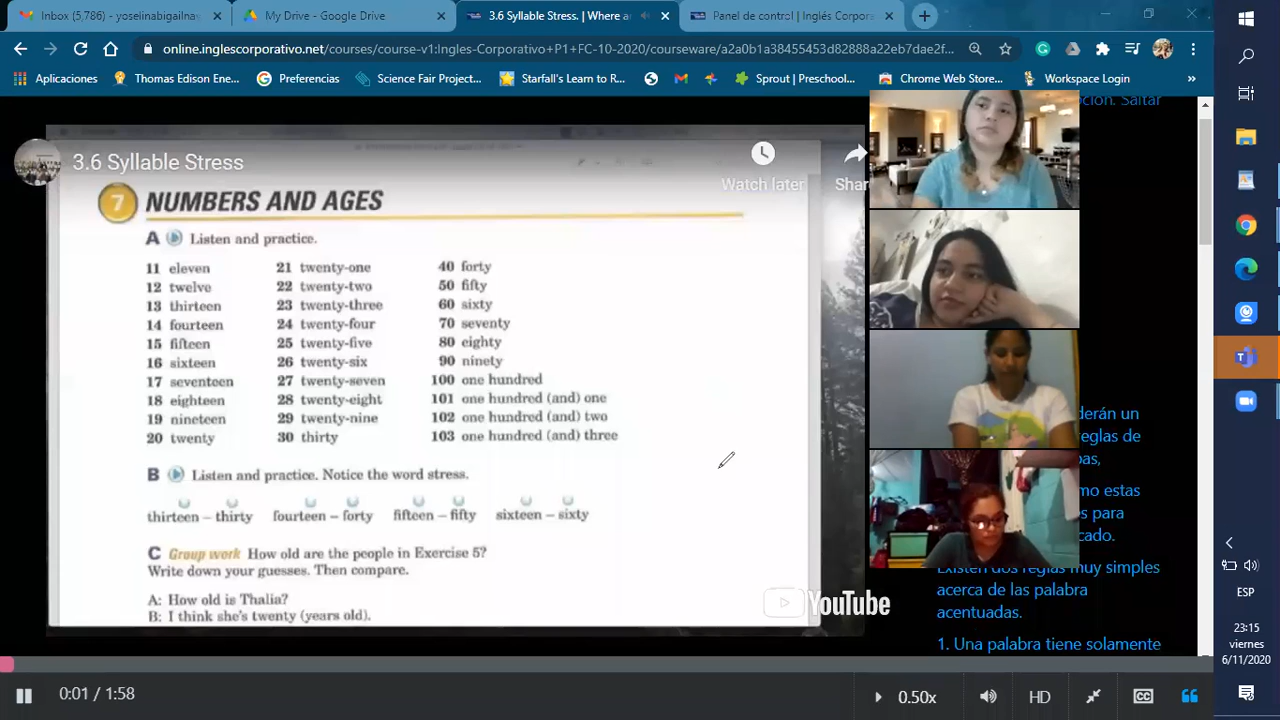 Inbox (5,786) - yoselinabigailnas
My Drive - Google Drive
3.6 Syllable Stress. | Where a
Panel de control | Inglés Corpora
online.inglescorporativo.net/courses/course-v1:Ingles-Corporativo+P1+FC-10-2020/courseware/a2a0b1a38455453d82888a22eb7dae2f...
Aplicaciones
Thomas Edison Ene...
Preferencias
Science Fair Project...
Starfall's Learn to R...
Sprout | Preschool...
Chrome Web Store...
Workspace Login
»
opción. Saltar
3.6 Syllable Stress
Watch later
Shar
7 NUMBERS AND AGES
A Listen and practice.
11 eleven 21 twenty-one 40 forty
12 twelve 22 twenty-two 50 fifty
13 thirteen 23 twenty-three 60 sixty
14 fourteen 24 twenty-four 70 seventy
15 fifteen 25 twenty-five 80 eighty
16 sixteen 26 twenty-six 90 ninety
17 seventeen 27 twenty-seven 100 one hundred
18 eighteen 28 twenty-eight 101 one hundred (and) one
19 nineteen 29 twenty-nine 102 one hundred (and) two
20 twenty 30 thirty 103 one hundred (and) three
B Listen and practice. Notice the word stress.
thirteen – thirty fourteen – forty fifteen – fifty sixteen – sixty
C Group work How old are the people in Exercise 5?
Write down your guesses. Then compare.
A: How old is Thalia?
B: I think she's twenty (years old).
YouTube
derán un
reglas de
as,
mo estas
s para
cado.
Existen dos reglas muy simples
acerca de las palabra
acentuadas.
1. Una palabra tiene solamente
0:01 / 1:58
0.50x
HD
CC
ESP
23:15
viernes
6/11/2020